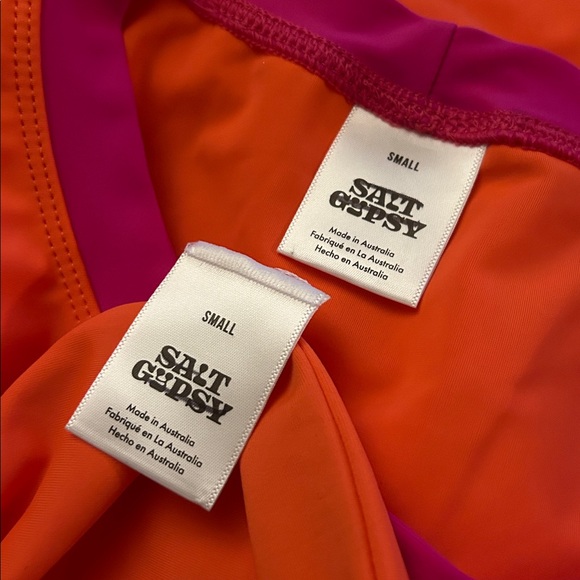 SMALL
SALT
GYPSY
Made in Australia
Fabriqué en La Australia
Hecho en Australia
SMALL
SALT
GYPSY
Made in Australia
Fabriqué en La Australia
Hecho en Australia